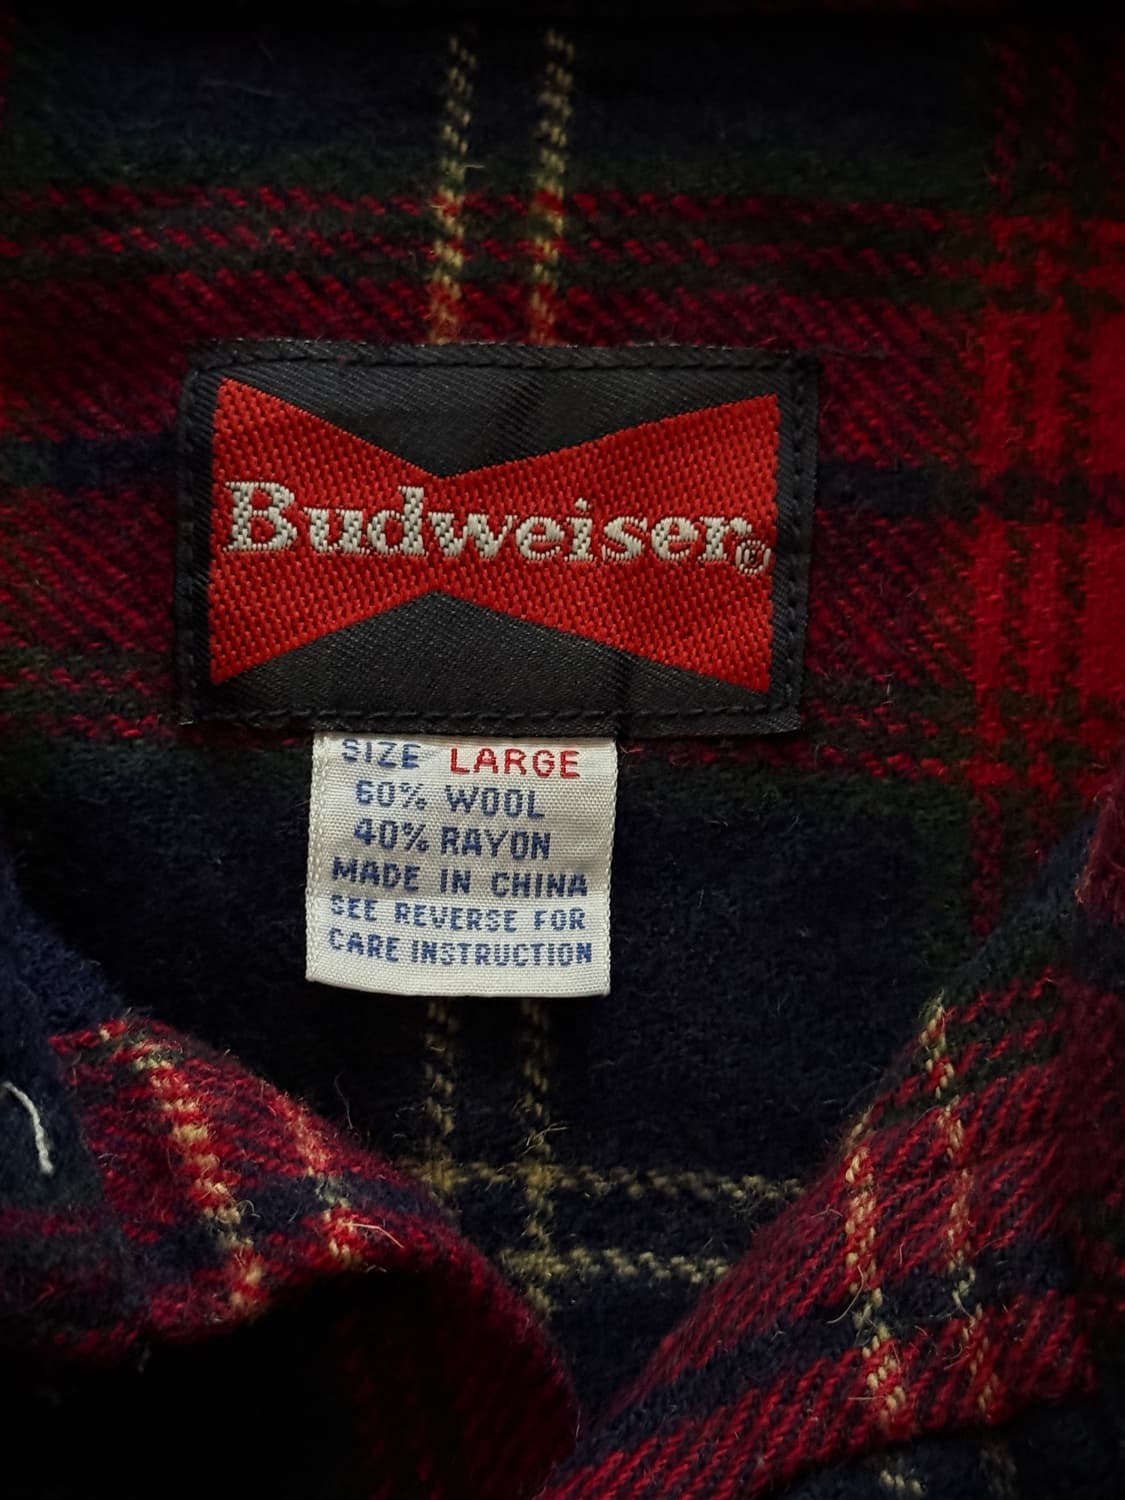 Budweiser®
SIZE LARGE
60% WOOL
40% RAYON
MADE IN CHINA
SEE REVERSE FOR
CARE INSTRUCTION